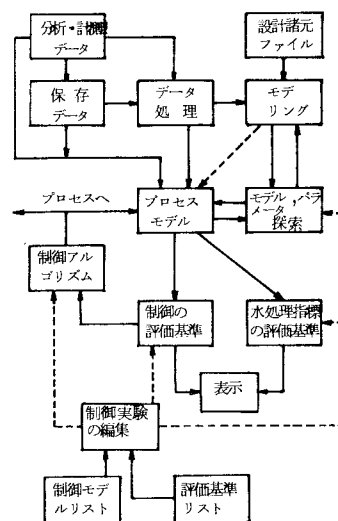 分析・計測
データ
設計諸元
ファイル
保存
データ
データ
処理
モデ
リング
プロセスへ
プロセス
モデル
モデル,パラ
メータ
探索
制御アル
ゴリズム
制御の
評価基準
水処理指標
の評価基準
表示
制御実験
の編集
制御モデ
ルリスト
評価基準
リスト